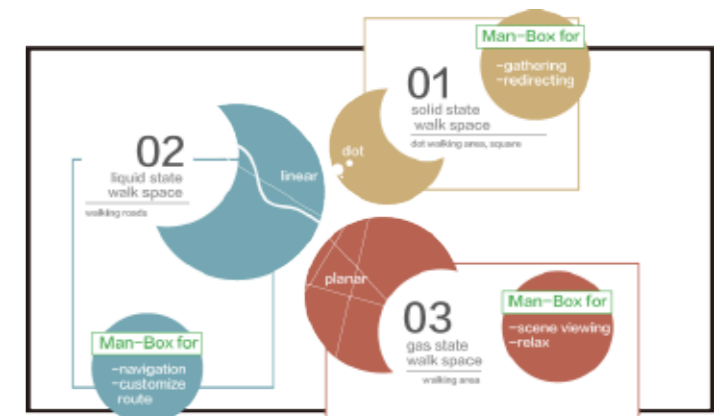 Man-Box for
-gathering
-redirecting
01
solid state
walk space
dot walking area, square
dot
02
liquid state
walk space
walking roads
linear
Man-Box for
-navigation
-customize
route
planar
03
gas state
walk space
walking area
Man-Box for
-scene viewing
-relax